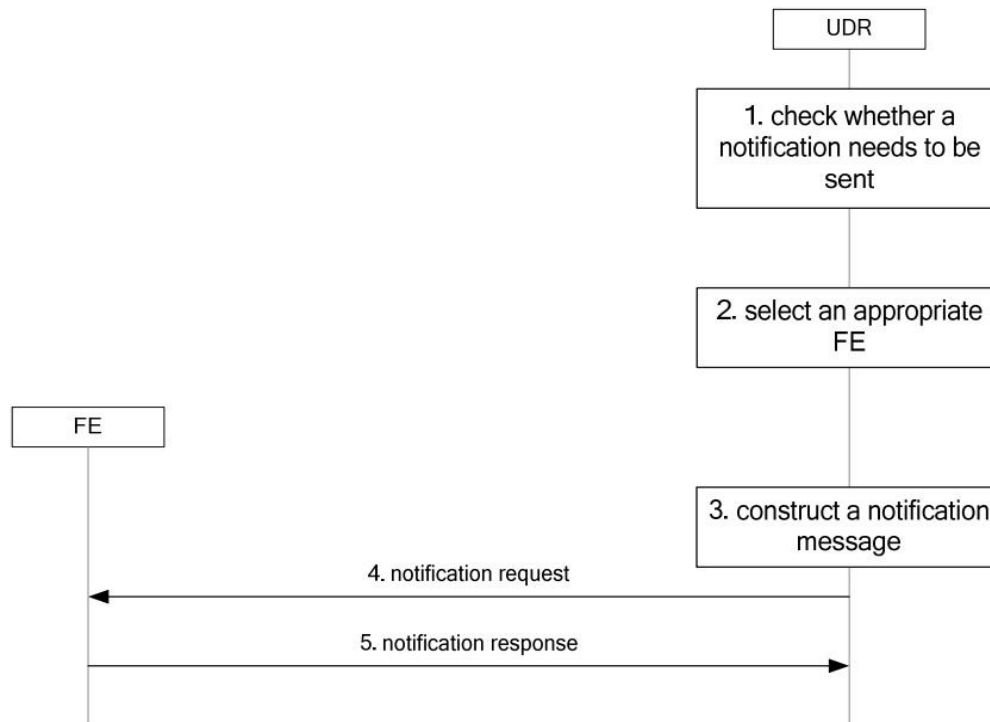 UDR
1. check whether a
notification needs to be
sent
2. select an appropriate
FE
FE
3. construct a notification
message
4. notification request
5. notification response